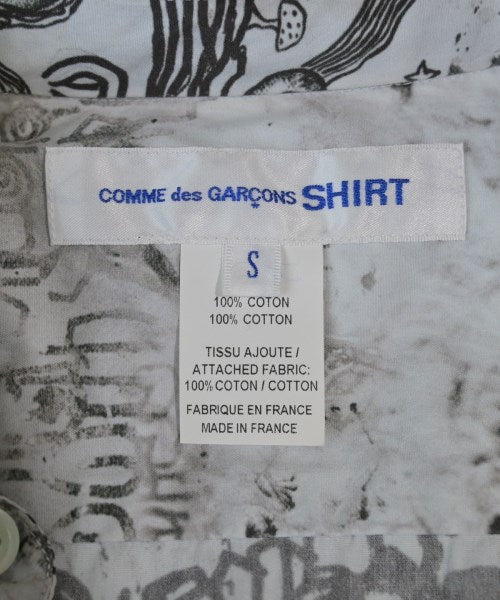 COMME des GARÇONS SHIRT
S
100% COTON
100% COTTON
TISSU AJOUTE /
ATTACHED FABRIC:
100% COTON / COTTON
FABRIQUE EN FRANCE
MADE IN FRANCE